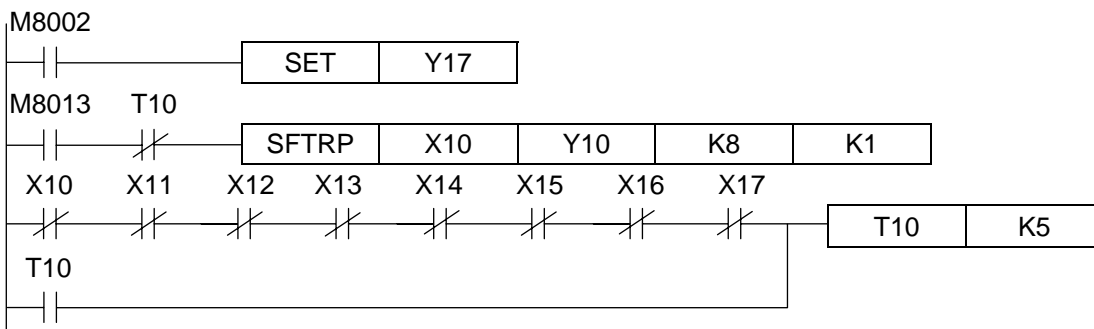 M8002
SET Y17
M8013 T10
SFTRP X10 Y10 K8 K1
X10 X11 X12 X13 X14 X15 X16 X17
T10 K5
T10